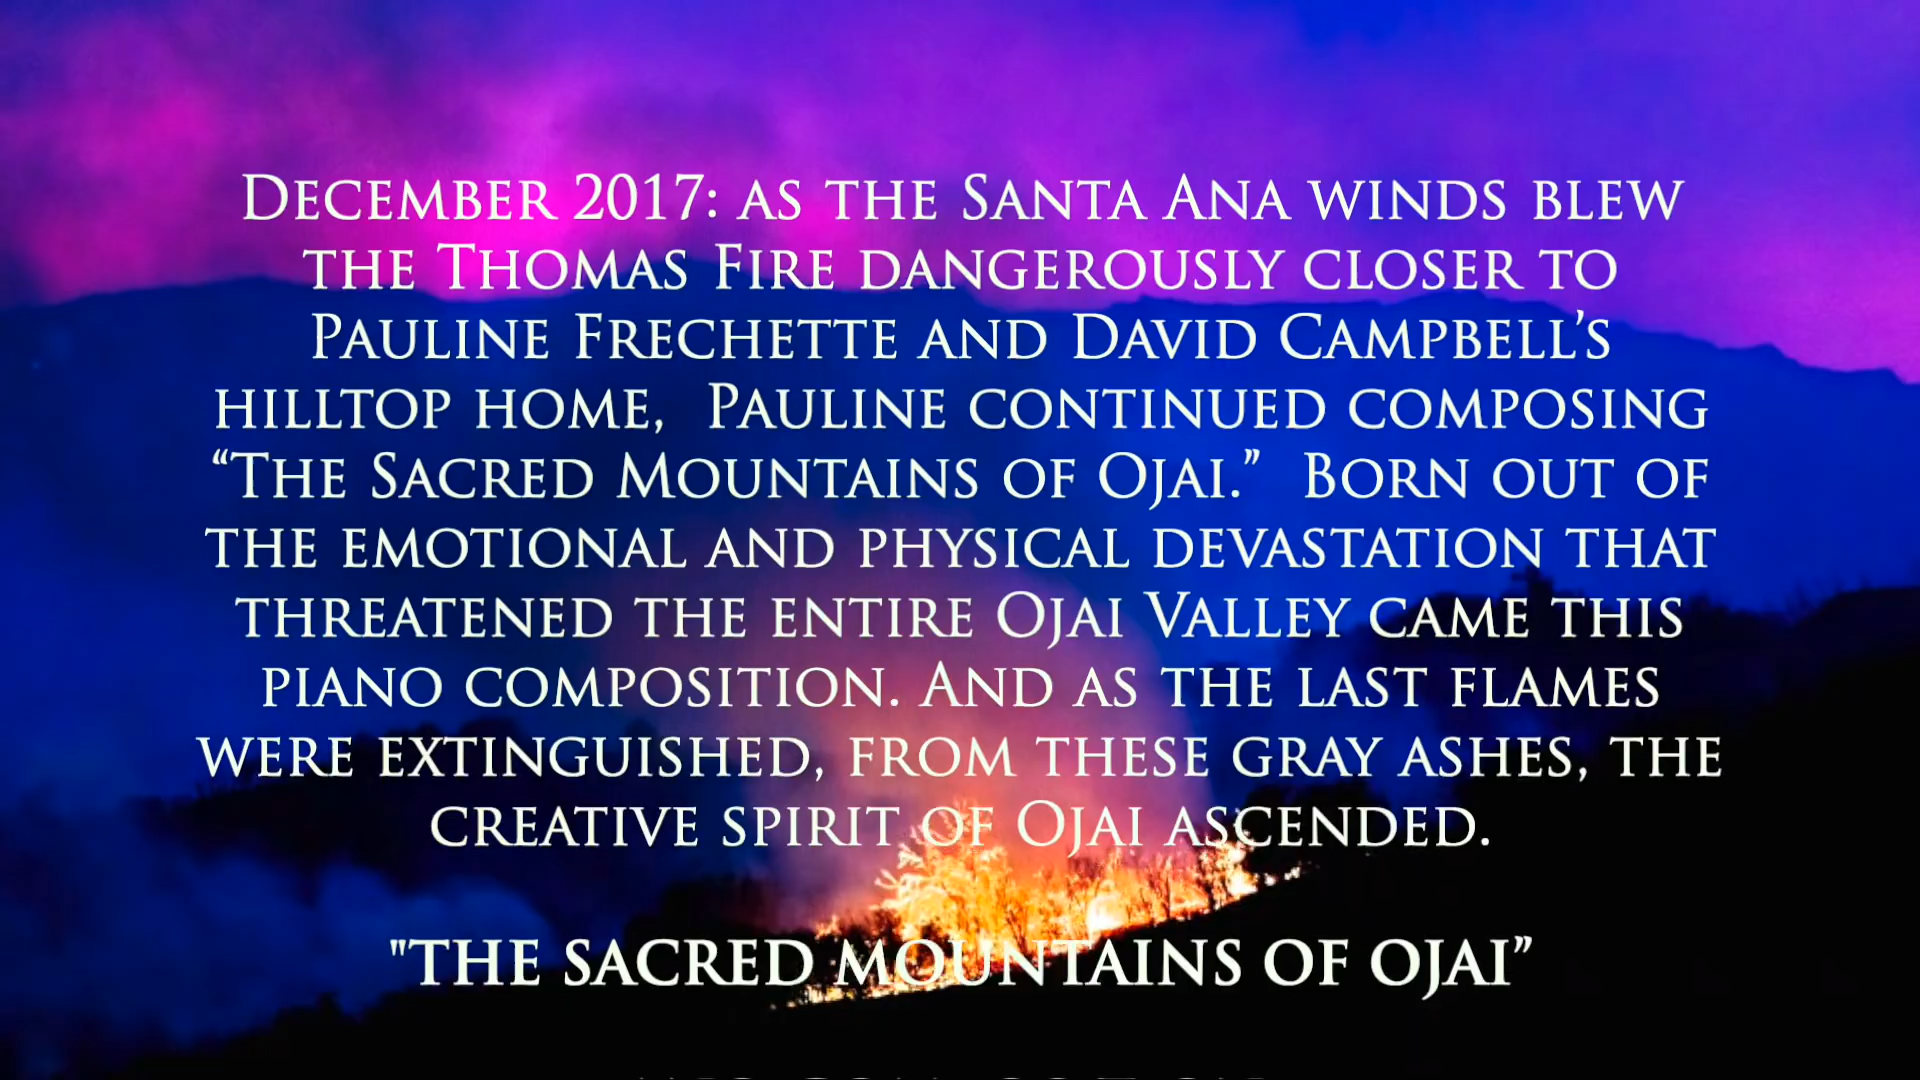 December 2017: as the Santa Ana winds blew
the Thomas Fire dangerously closer to
Pauline Frechette and David Campbell’s
hilltop home,  Pauline continued composing
“The Sacred Mountains of Ojai.”  Born out of
the emotional and physical devastation that
threatened the entire Ojai Valley came this
piano composition. And as the last flames
were extinguished, from these gray ashes, the
creative spirit of Ojai ascended.
"THE SACRED MOUNTAINS OF OJAI”